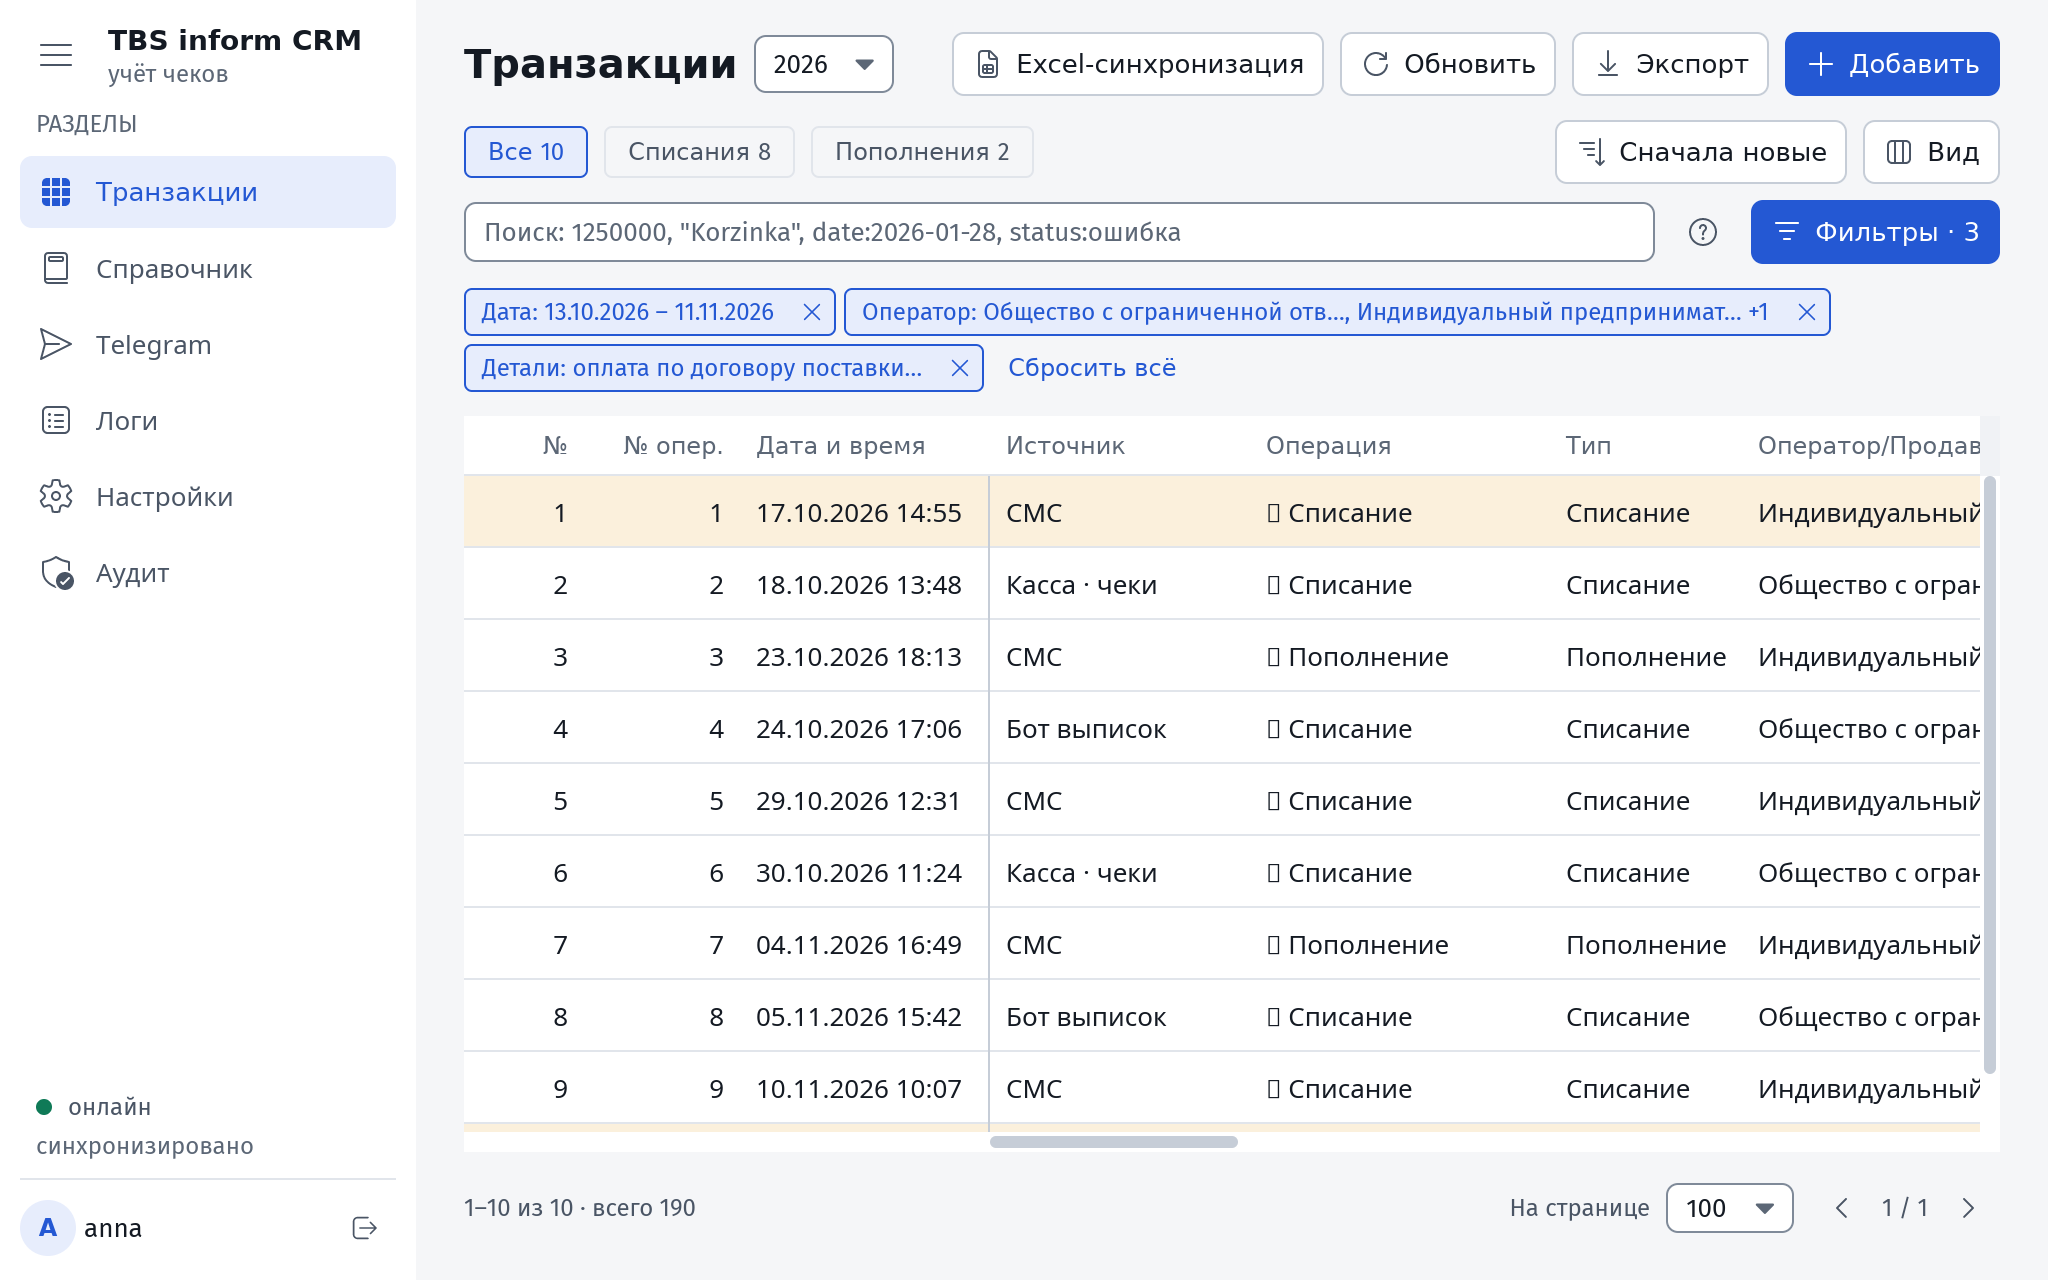 TBS inform CRM
учёт чеков
РАЗДЕЛЫ
Транзакции
Справочник
Telegram
Логи
Настройки
Аудит
онлайн
синхронизировано
A anna
Транзакции 2026 Excel-синхронизация Обновить Экспорт Добавить
Все 10 Списания 8 Пополнения 2 Сначала новые Вид
Поиск: 1250000, "Korzinka", date:2026-01-28, status:ошибка ? Фильтры · 3
Дата: 13.10.2026 – 11.11.2026 Оператор: Общество с ограниченной отв..., Индивидуальный предпринимат... +1
Детали: оплата по договору поставки... Сбросить всё
№ № опер. Дата и время Источник Операция Тип Оператор/Продав
1 1 17.10.2026 14:55 СМС Списание Списание Индивидуальный
2 2 18.10.2026 13:48 Касса · чеки Списание Списание Общество с огран
3 3 23.10.2026 18:13 СМС Пополнение Пополнение Индивидуальный
4 4 24.10.2026 17:06 Бот выписок Списание Списание Общество с огран
5 5 29.10.2026 12:31 СМС Списание Списание Индивидуальный
6 6 30.10.2026 11:24 Касса · чеки Списание Списание Общество с огран
7 7 04.11.2026 16:49 СМС Пополнение Пополнение Индивидуальный
8 8 05.11.2026 15:42 Бот выписок Списание Списание Общество с огран
9 9 10.11.2026 10:07 СМС Списание Списание Индивидуальный
1–10 из 10 · всего 190 На странице 100 1 / 1